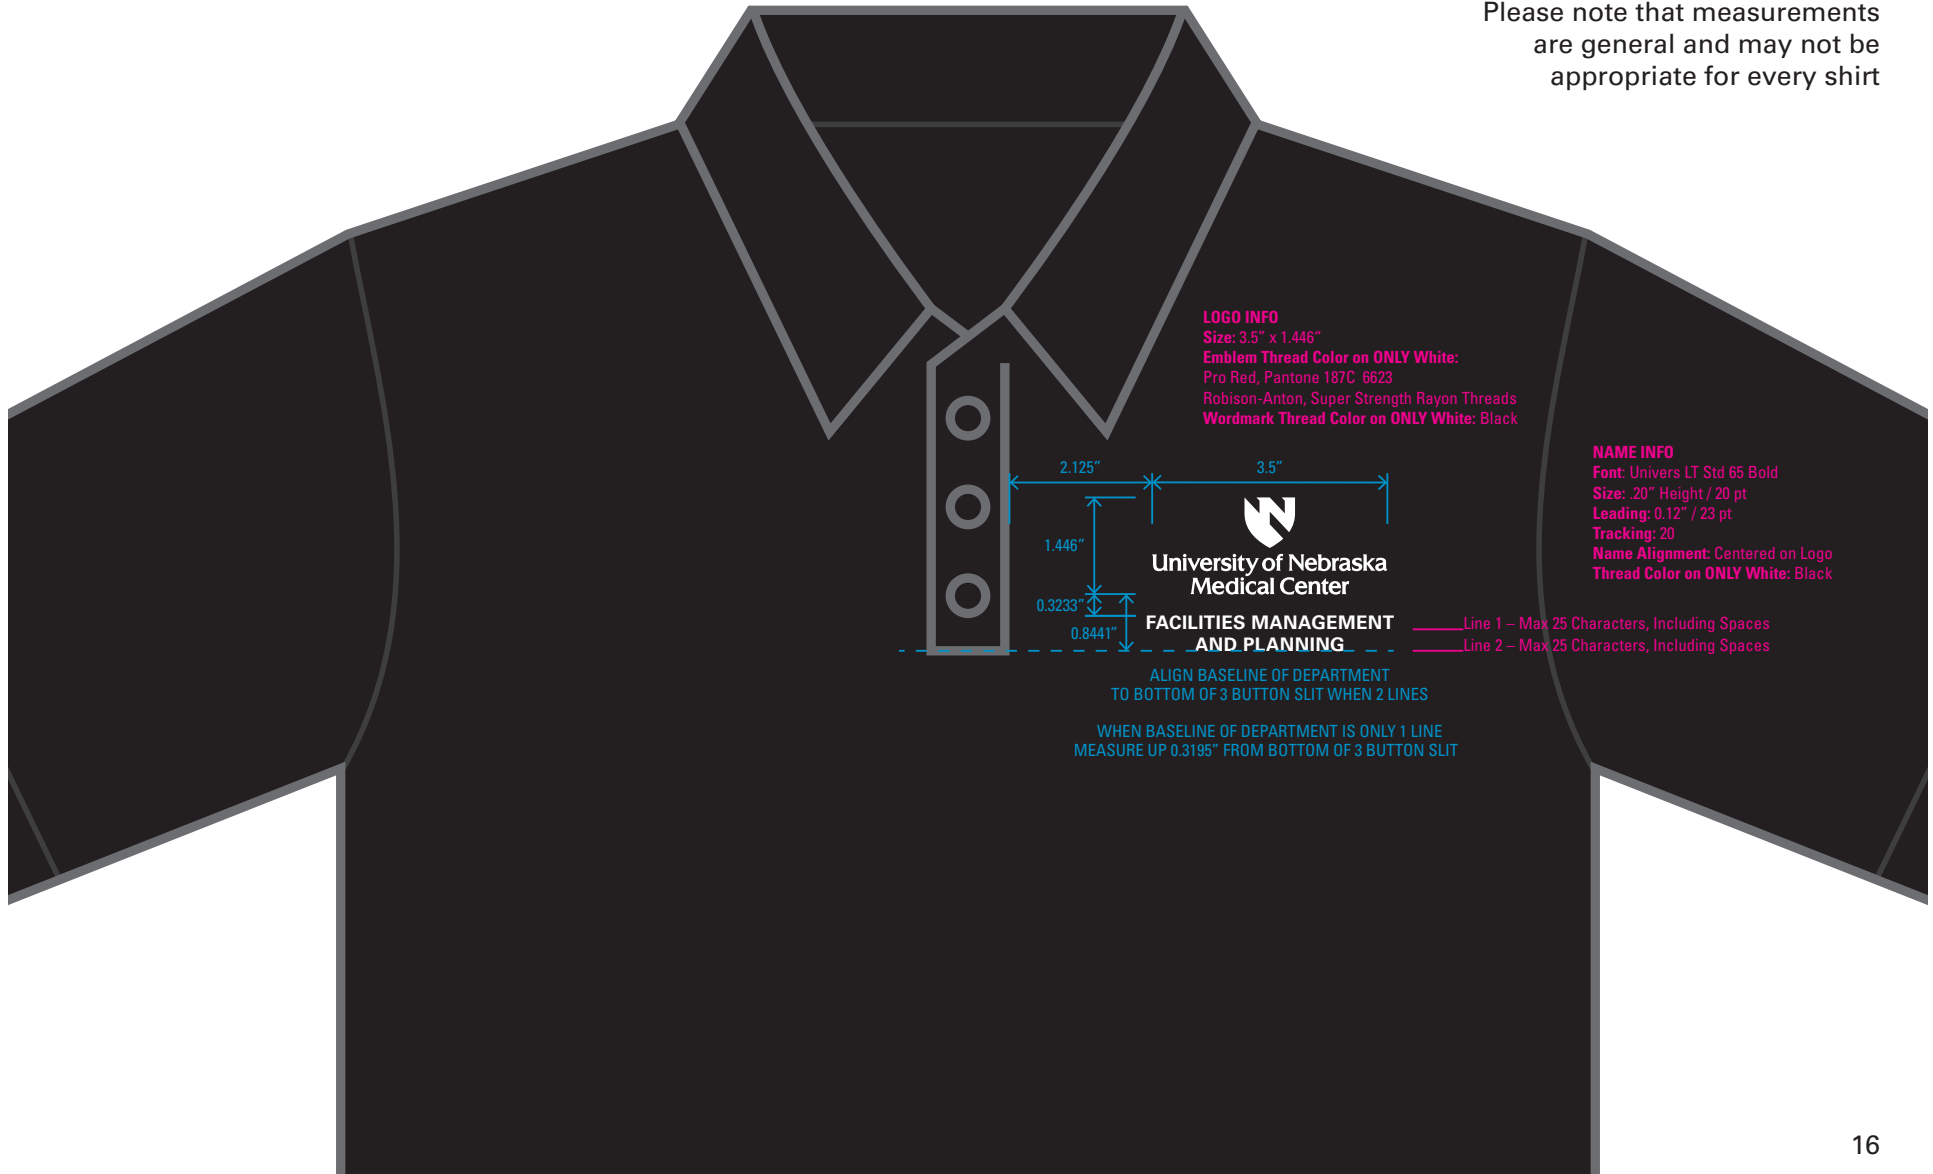 Please note that measurements
are general and may not be
appropriate for every shirt
LOGO INFO
Size: 3.5” x 1.446“
Emblem Thread Color on ONLY White:
Pro Red, Pantone 187C  6623
Robison-Anton, Super Strength Rayon Threads
Wordmark Thread Color on ONLY White: Black
NAME INFO
Font: Univers LT Std 65 Bold
Size: .20” Height / 20 pt
Leading: 0.12” / 23 pt
Tracking: 20
Name Alignment: Centered on Logo
Thread Color on ONLY White: Black
2.125”
3.5”
1.446”
0.3233”
0.8441”
N
University of Nebraska
Medical Center
FACILITIES MANAGEMENT
AND PLANNING
Line 1 – Max 25 Characters, Including Spaces
Line 2 – Max 25 Characters, Including Spaces
ALIGN BASELINE OF DEPARTMENT
TO BOTTOM OF 3 BUTTON SLIT WHEN 2 LINES
WHEN BASELINE OF DEPARTMENT IS ONLY 1 LINE
MEASURE UP 0.3195” FROM BOTTOM OF 3 BUTTON SLIT
16